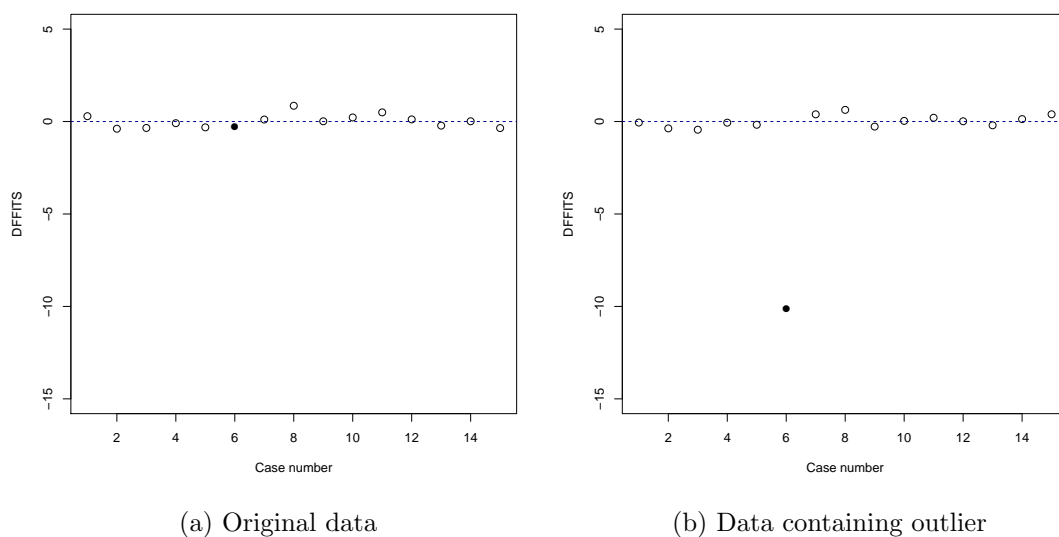 5
0
−5
−10
−15
DFFITS
2 4 6 8 10 12 14
Case number
(a) Original data
5
0
−5
−10
−15
DFFITS
2 4 6 8 10 12 14
Case number
(b) Data containing outlier